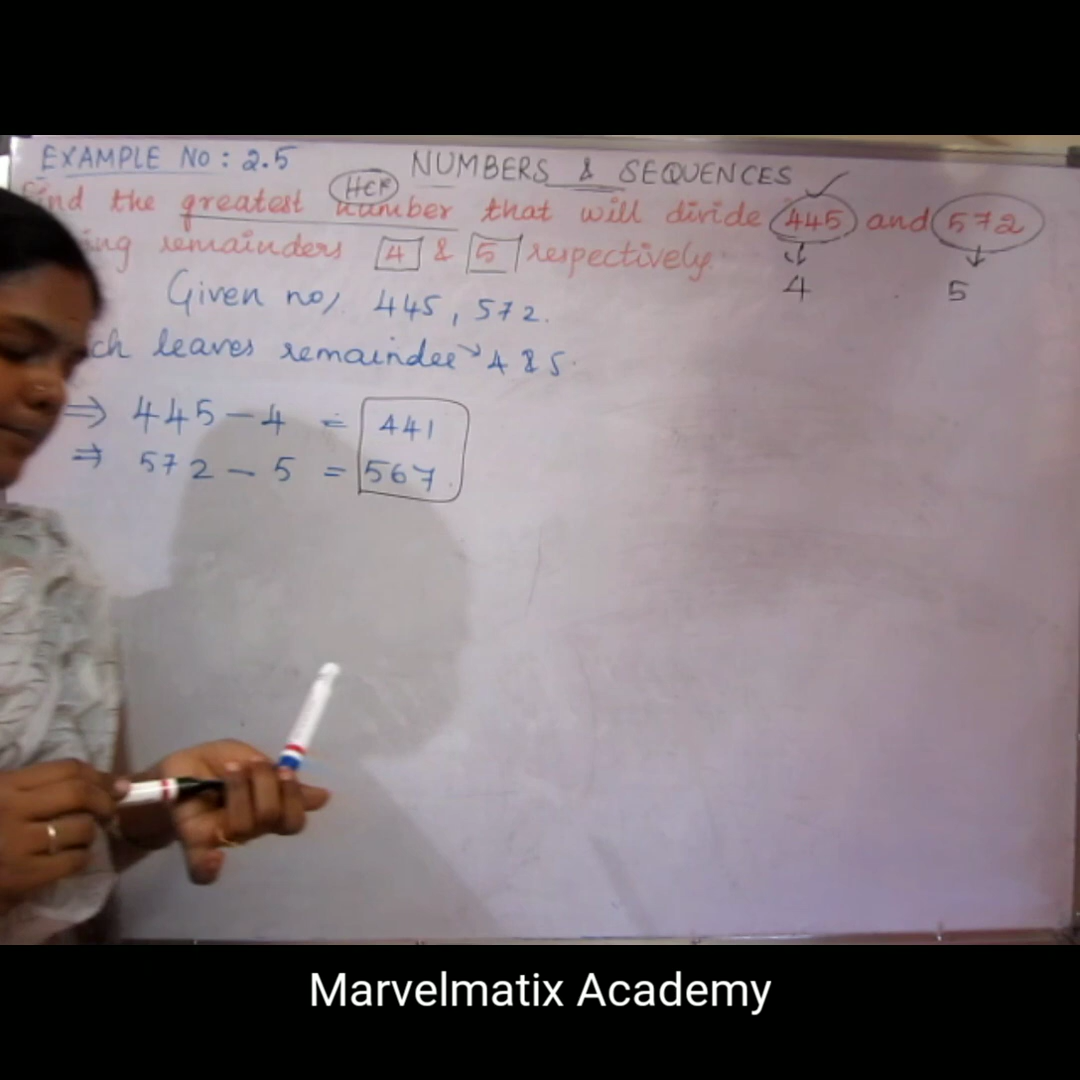 EXAMPLE NO : 2.5
NUMBERS & SEQUENCES
HCF
find the greatest number that will divide 445 and 572
remainders 4 & 5 respectively.
4 5
Given no, 445, 572.
leaves remainder 4 & 5.
⇒ 445 - 4 = 441
⇒ 572 - 5 = 567.
Marvelmatix Academy